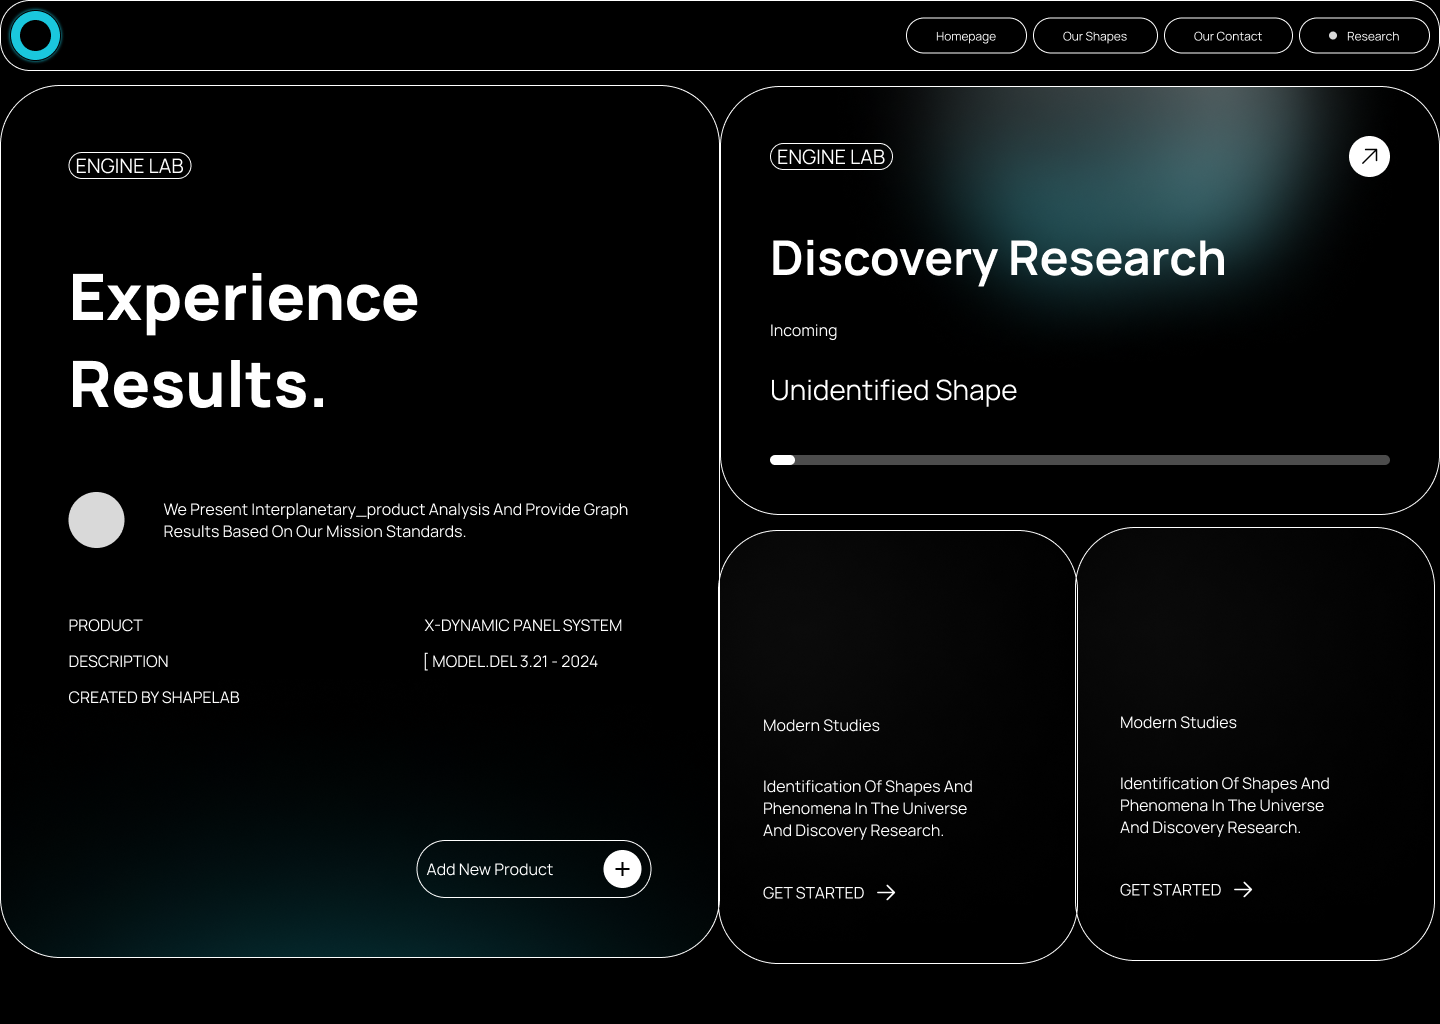 Homepage
Our Shapes
Our Contact
Research
ENGINE LAB
Experience
Results.
We Present Interplanetary_product Analysis And Provide Graph
Results Based On Our Mission Standards.
PRODUCT
X-DYNAMIC PANEL SYSTEM
DESCRIPTION
[ MODEL.DEL 3.21 - 2024
CREATED BY SHAPELAB
Add New Product
ENGINE LAB
Discovery Research
Incoming
Unidentified Shape
Modern Studies
Identification Of Shapes And
Phenomena In The Universe
And Discovery Research.
GET STARTED
Modern Studies
Identification Of Shapes And
Phenomena In The Universe
And Discovery Research.
GET STARTED